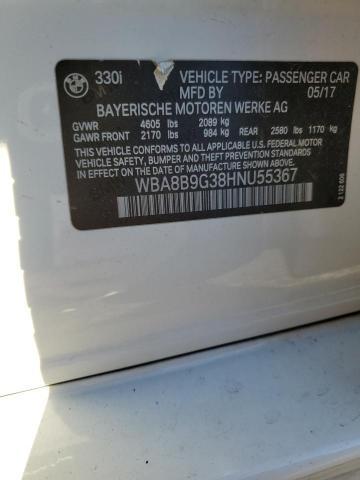 BMW 330i VEHICLE TYPE: PASSENGER CAR
MFD BY 05/17
BAYERISCHE MOTOREN WERKE AG
GVWR 4605 lbs 2089 kg
GAWR FRONT 2170 lbs 984 kg REAR 2580 lbs 1170 kg
THIS VEHICLE CONFORMS TO ALL APPLICABLE U.S. FEDERAL MOTOR
VEHICLE SAFETY, BUMPER, AND THEFT PREVENTION STANDARDS
IN EFFECT ON THE DATE OF MANUFACTURE SHOWN ABOVE.
WBA8B9G38HNU55367